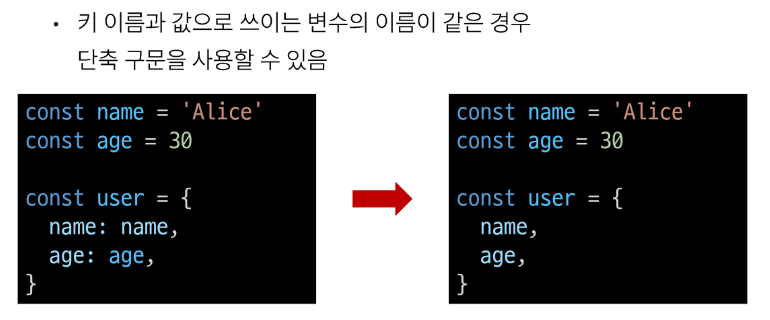 • 키 이름과 값으로 쓰이는 변수의 이름이 같은 경우
단축 구문을 사용할 수 있음
const name = 'Alice'
const age = 30
const user = {
name: name,
age: age,
}
const name = 'Alice'
const age = 30
const user = {
name,
age,
}